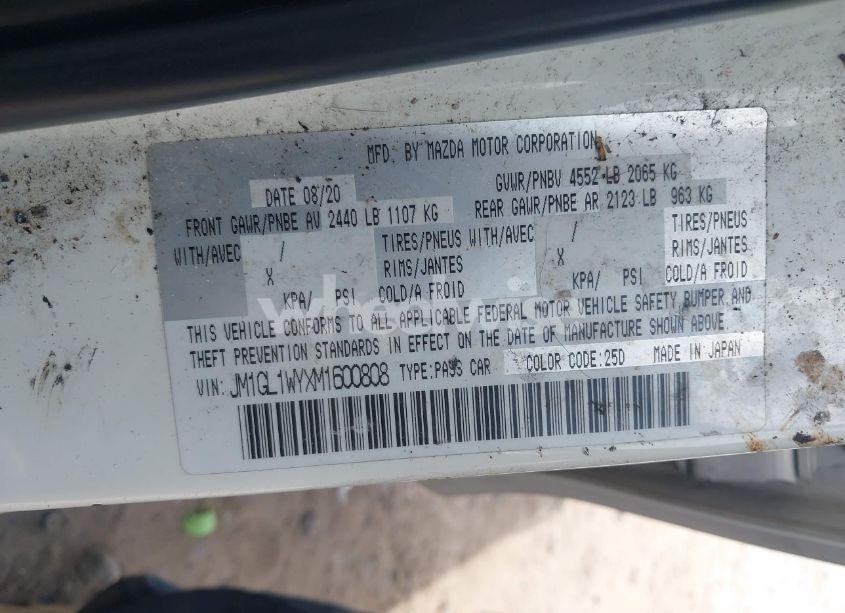 MFD. BY MAZDA MOTOR CORPORATION
DATE 08/20 GVWR/PNBV 4552 LB 2065 KG
FRONT GAWR/PNBE AV 2440 LB 1107 KG REAR GAWR/PNBE AR 2123 LB 963 KG
WITH/AVEC / TIRES/PNEUS WITH/AVEC / TIRES/PNEUS
X RIMS/JANTES X RIMS/JANTES
KPA/ PSI COLD/A FROID KPA/ PSI COLD/A FROID
THIS VEHICLE CONFORMS TO ALL APPLICABLE FEDERAL MOTOR VEHICLE SAFETY BUMPER AND
THEFT PREVENTION STANDARDS IN EFFECT ON THE DATE OF MANUFACTURE SHOWN ABOVE.
VIN: JM1GL1WYXM1600808 TYPE:PASS CAR COLOR CODE:25D MADE IN JAPAN